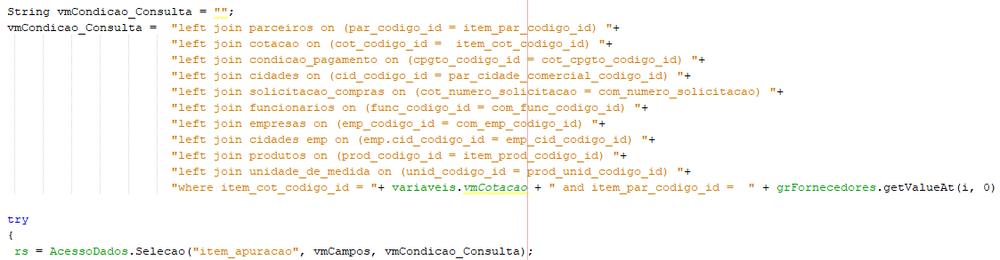 String vmCondicao_Consulta = "";
vmCondicao_Consulta =  "left join parceiros on (par_codigo_id = item_par_codigo_id) "+
"left join cotacao on (cot_codigo_id =  item_cot_codigo_id) "+
"left join condicao_pagamento on (cpgto_codigo_id = cot_cpgto_codigo_id) "+
"left join cidades on (cid_codigo_id = par_cidade_comercial_codigo_id) "+
"left join solicitacao_compras on (cot_numero_solicitacao = com_numero_solicitacao) "+
"left join funcionarios on (func_codigo_id = com_func_codigo_id) "+
"left join empresas on (emp_codigo_id = com_emp_codigo_id) "+
"left join cidades emp on (emp.cid_codigo_id = emp_cid_codigo_id) "+
"left join produtos on (prod_codigo_id = item_prod_codigo_id) "+
"left join unidade_de_medida on (unid_codigo_id = prod_unid_codigo_id) "+
"where item_cot_codigo_id = "+ variaveis.vmCotacao + " and item_par_codigo_id =  " + grFornecedores.getValueAt(i, 0)
try
{
rs = AcessoDados.Selecao("item_apuracao", vmCampos, vmCondicao_Consulta);